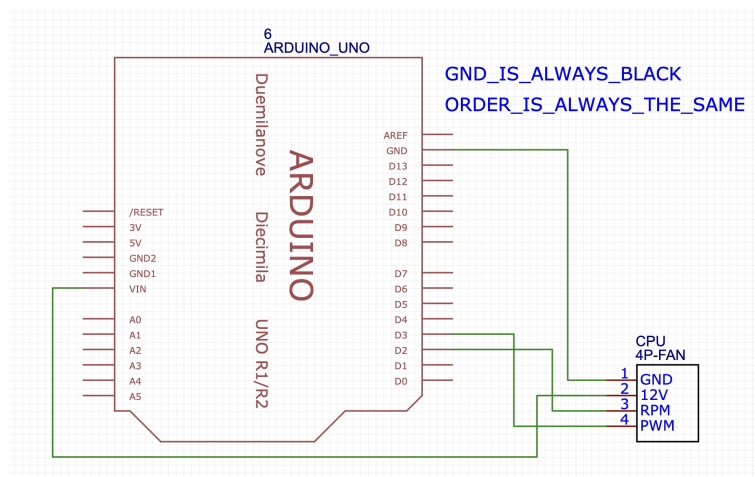 6
ARDUINO_UNO
GND_IS_ALWAYS_BLACK
ORDER_IS_ALWAYS_THE_SAME
Duemilanove
Diecimila
UNO R1/R2
ARDUINO
/RESET
3V
5V
GND2
GND1
VIN
A0
A1
A2
A3
A4
A5
AREF
GND
D13
D12
D11
D10
D9
D8
D7
D6
D5
D4
D3
D2
D1
D0
CPU
4P-FAN
1 GND
2 12V
3 RPM
4 PWM